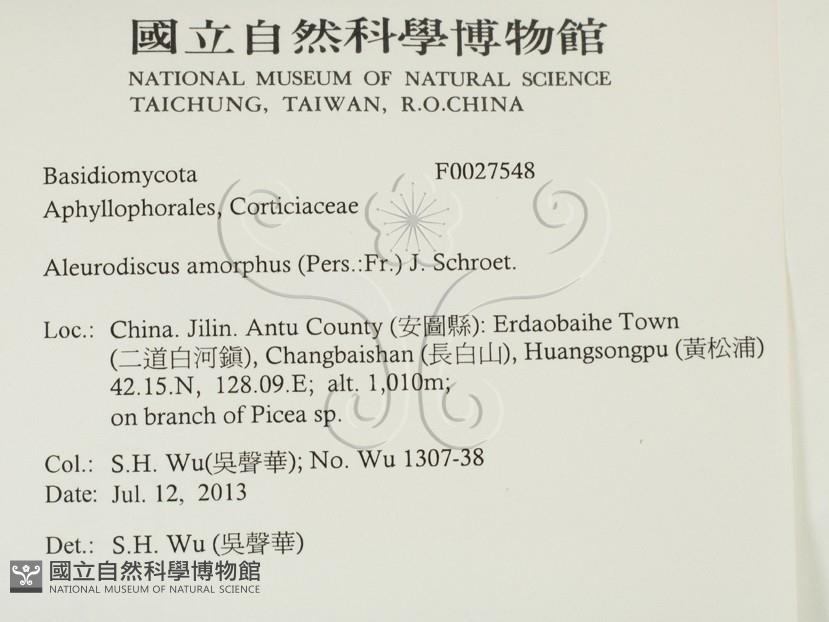 國立自然科學博物館
NATIONAL MUSEUM OF NATURAL SCIENCE
TAICHUNG, TAIWAN, R.O.CHINA
Basidiomycota F0027548
Aphyllophorales, Corticiaceae
Aleurodiscus amorphus (Pers.:Fr.) J. Schroet.
Loc.: China. Jilin. Antu County (安圖縣): Erdaobaihe Town
(二道白河鎭), Changbaishan (長白山), Huangsongpu (黃松浦)
42.15.N, 128.09.E; alt. 1,010m;
on branch of Picea sp.
Col.: S.H. Wu(吳聲華); No. Wu 1307-38
Date: Jul. 12, 2013
Det.: S.H. Wu (吳聲華)
國立自然科學博物館
NATIONAL MUSEUM OF NATURAL SCIENCE